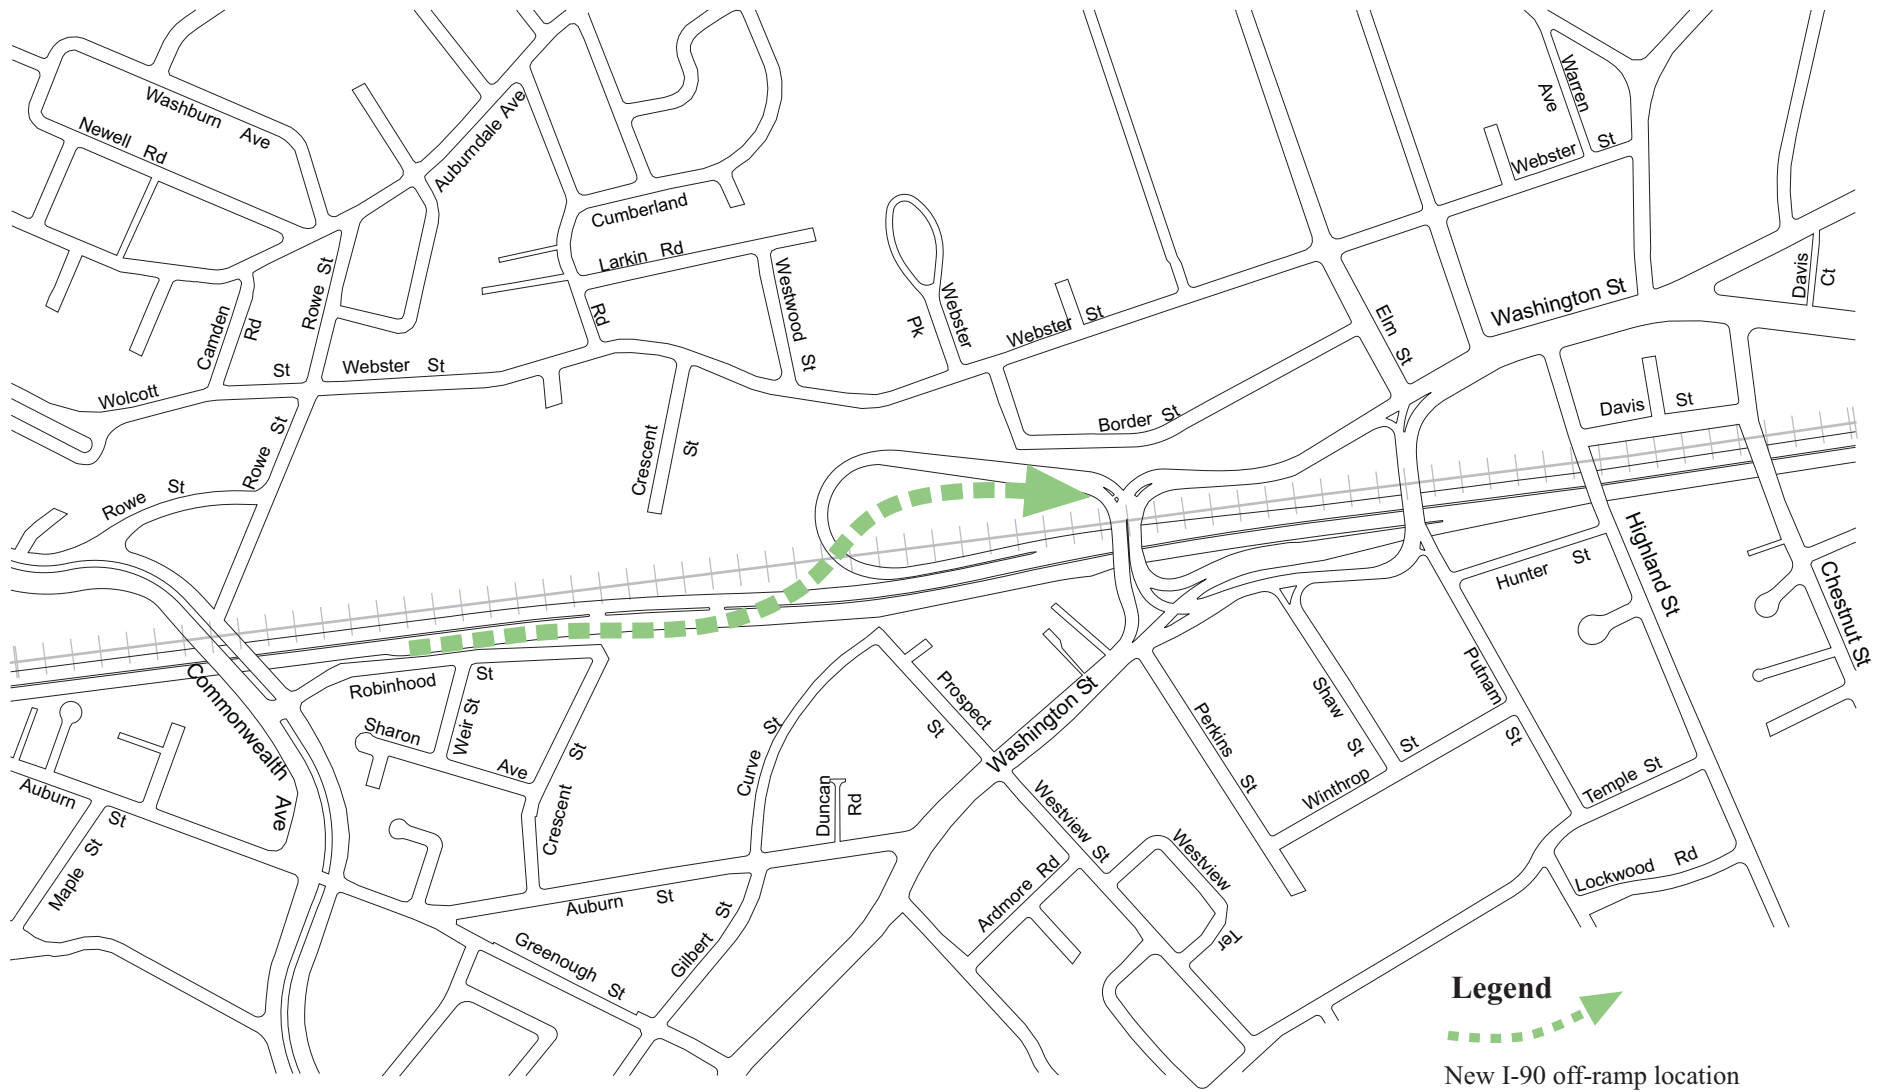 Washburn Ave
Newell Rd
Auburndale Ave
Warren
Ave
Webster St
Cumberland
Rd
Larkin Rd
Westwood St
Webster
Pk
Webster St
Elm St
Washington St
Davis
Ct
Rowe St
Camden
Rd
Webster St
Wolcott St
Border St
Davis St
Rowe St
Rowe St
Crescent
St
Highland St
Hunter St
Chestnut St
Commonwealth Ave
Robinhood St
Weir St
Sharon Ave
Crescent St
Curve St
Prospect St
Washington St
Perkins St
Shaw St
Putnam St
Winthrop St
Temple St
Lockwood Rd
Auburn St
Maple St
Duncan
Rd
Westview St
Westview Ter
Ardmore Rd
Auburn St
Greenough St
Gilbert St
Legend
New I-90 off-ramp location